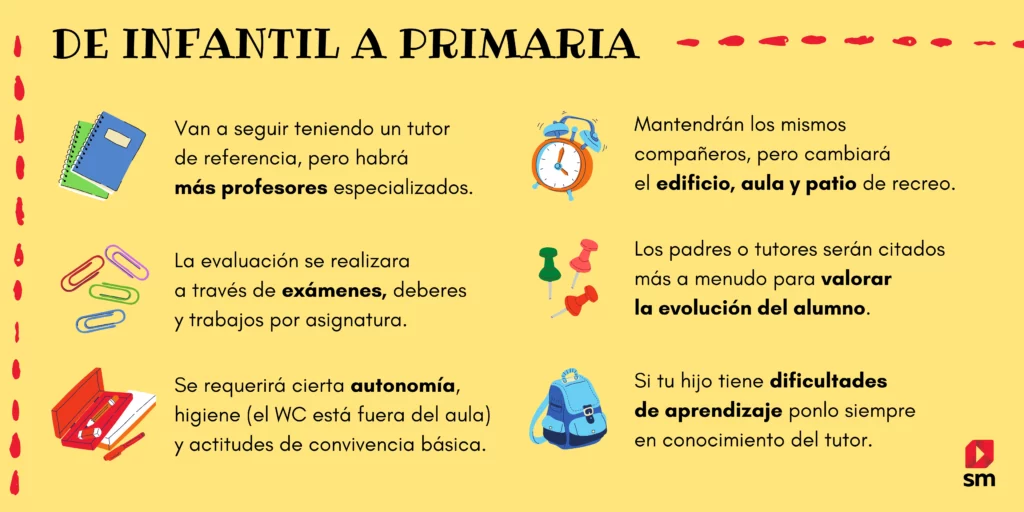 DE INFANTIL A PRIMARIA
Van a seguir teniendo un tutor
de referencia, pero habrá
más profesores especializados.
La evaluación se realizara
a través de exámenes, deberes
y trabajos por asignatura.
Se requerirá cierta autonomía,
higiene (el WC está fuera del aula)
y actitudes de convivencia básica.
Mantendrán los mismos
compañeros, pero cambiará
el edificio, aula y patio de recreo.
Los padres o tutores serán citados
más a menudo para valorar
la evolución del alumno.
Si tu hijo tiene dificultades
de aprendizaje ponlo siempre
en conocimiento del tutor.
sm